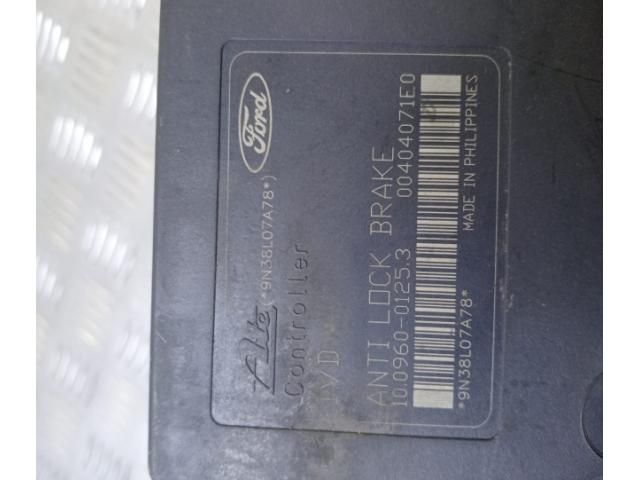 Ford
Ate (*9N38L07A78*)
Controller
IVD
ANTI LOCK BRAKE
10.0960-0125.3 00404071E0
*9N38L07A78* MADE IN PHILIPPINES